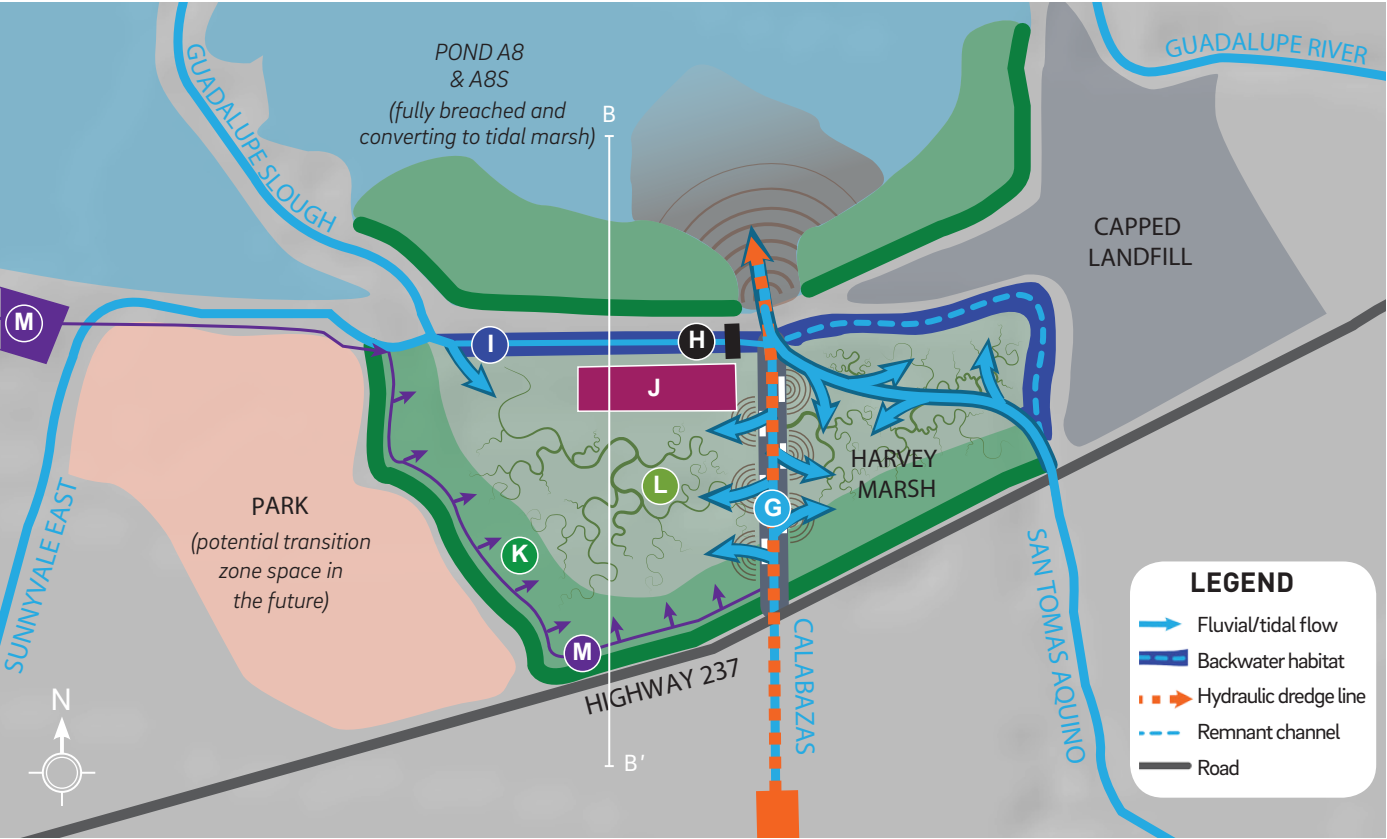 GUADALUPE RIVER
POND A8
& A8S
(fully breached and
converting to tidal marsh)
GUADALUPE SLOUGH
B
CAPPED
LANDFILL
M
I
H
J
HARVEY
MARSH
L
G
PARK
(potential transition
zone space in
the future)
K
M
SUNNYVALE EAST
HIGHWAY 237
CALABAZAS
SAN TOMAS AQUINO
B'
N
LEGEND
Fluvial/tidal flow
Backwater habitat
Hydraulic dredge line
Remnant channel
Road